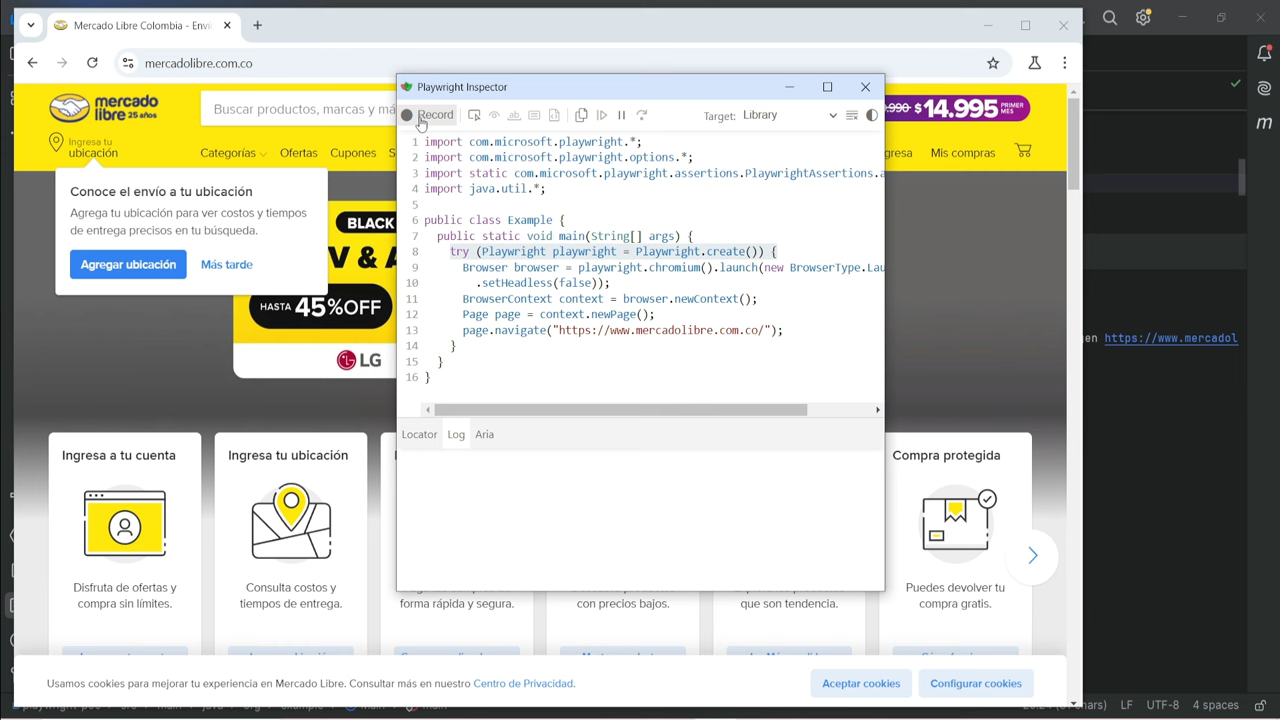 Mercado Libre Colombia - Enví
mercadolibre.com.co
mercado
libre 25 años
Buscar productos, marcas y má
.990- $14.995 PRIMER
MES
Ingresa tu
ubicación
Categorías
Ofertas
Cupones
S
gresa
Mis compras
Conoce el envío a tu ubicación
Agrega tu ubicación para ver costos y tiempos
de entrega precisos en tu búsqueda.
Agregar ubicación
Más tarde
BLACK
V & A
HASTA 45%OFF
LG
Playwright Inspector
Record
Target: Library
1 import com.microsoft.playwright.*;
2 import com.microsoft.playwright.options.*;
3 import static com.microsoft.playwright.assertions.PlaywrightAssertions.a
4 import java.util.*;
5
6 public class Example {
7 public static void main(String[] args) {
8 try (Playwright playwright = Playwright.create()) {
9 Browser browser = playwright.chromium().launch(new BrowserType.Lau
10 .setHeadless(false));
11 BrowserContext context = browser.newContext();
12 Page page = context.newPage();
13 page.navigate("https://www.mercadolibre.com.co/");
14 }
15 }
16 }
Locator
Log
Aria
en https://www.mercadol
m
Ingresa a tu cuenta
Ingresa tu ubicación
Compra protegida
Disfruta de ofertas y
compra sin límites.
Consulta costos y
tiempos de entrega.
forma rápida y segura.
con precios bajos.
que son tendencia.
Puedes devolver tu
compra gratis.
Usamos cookies para mejorar tu experiencia en Mercado Libre. Consultar más en nuestro Centro de Privacidad.
Aceptar cookies
Configurar cookies
LF
UTF-8
4 spaces